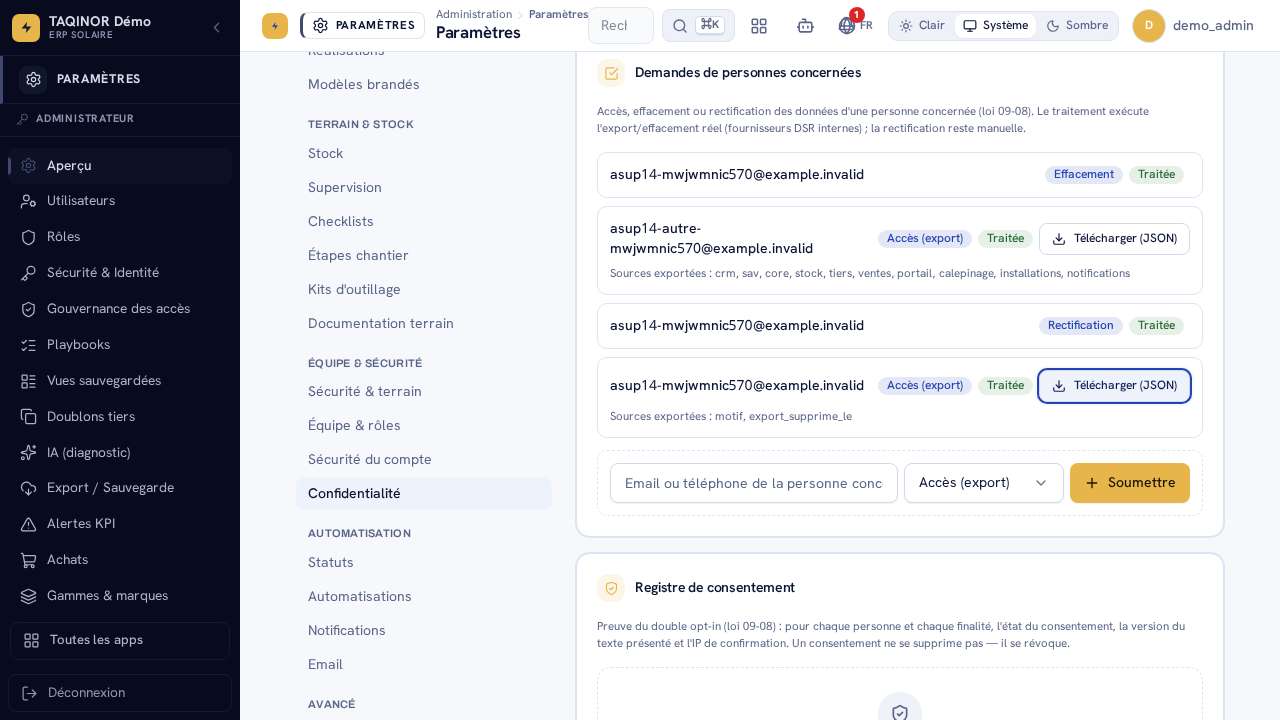 TAQINOR Démo
ERP SOLAIRE
PARAMÈTRES
ADMINISTRATEUR
Aperçu
Utilisateurs
Rôles
Sécurité & Identité
Gouvernance des accès
Playbooks
Vues sauvegardées
Doublons tiers
IA (diagnostic)
Export / Sauvegarde
Alertes KPI
Achats
Gammes & marques
Toutes les apps
Déconnexion
PARAMÈTRES
Administration
Paramètres
Paramètres
⌘K
1
FR
Clair
Système
Sombre
D
demo_admin
Réalisations
Modèles brandés
TERRAIN & STOCK
Stock
Supervision
Checklists
Étapes chantier
Kits d'outillage
Documentation terrain
ÉQUIPE & SÉCURITÉ
Sécurité & terrain
Équipe & rôles
Sécurité du compte
Confidentialité
AUTOMATISATION
Statuts
Automatisations
Notifications
Email
AVANCÉ
Demandes de personnes concernées
Accès, effacement ou rectification des données d'une personne concernée (loi 09-08). Le traitement exécute
l'export/effacement réel (fournisseurs DSR internes) ; la rectification reste manuelle.
asup14-mwjwmnic570@example.invalid
Effacement
Traitée
asup14-autre-
mwjwmnic570@example.invalid
Accès (export)
Traitée
Télécharger (JSON)
Sources exportées : crm, sav, core, stock, tiers, ventes, portail, calepinage, installations, notifications
asup14-mwjwmnic570@example.invalid
Rectification
Traitée
asup14-mwjwmnic570@example.invalid
Accès (export)
Traitée
Télécharger (JSON)
Sources exportées : motif, export_supprime_le
Email ou téléphone de la personne conc
Accès (export)
Soumettre
Registre de consentement
Preuve du double opt-in (loi 09-08) : pour chaque personne et chaque finalité, l'état du consentement, la version du
texte présenté et l'IP de confirmation. Un consentement ne se supprime pas — il se révoque.